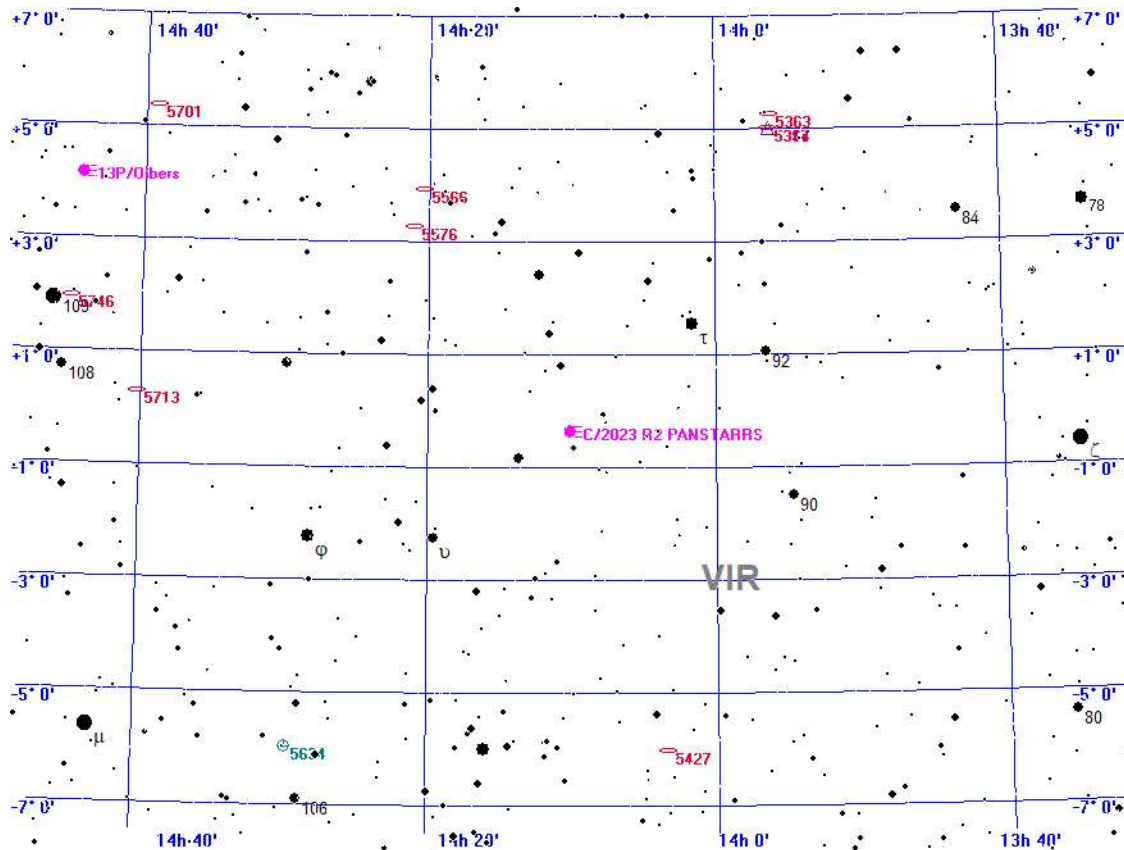 +7° 0' 14h 40' 14h 20' 14h 0' 13h 40' +7° 0'
5701
5363
+5° 0' +5° 0'
13P/Olbers
5566
84
78
5576
+3° 0' +3° 0'
5746
109
τ
+1° 0' 92 +1° 0'
108
5713
C/2023 R2 PANSTARRS
ζ
-1° 0' -1° 0'
90
φ
υ
-3° 0' VIR -3° 0'
-5° 0' -5° 0'
80
μ
5634
5427
-7° 0' 106 -7° 0'
14h 40' 14h 20' 14h 0' 13h 40'